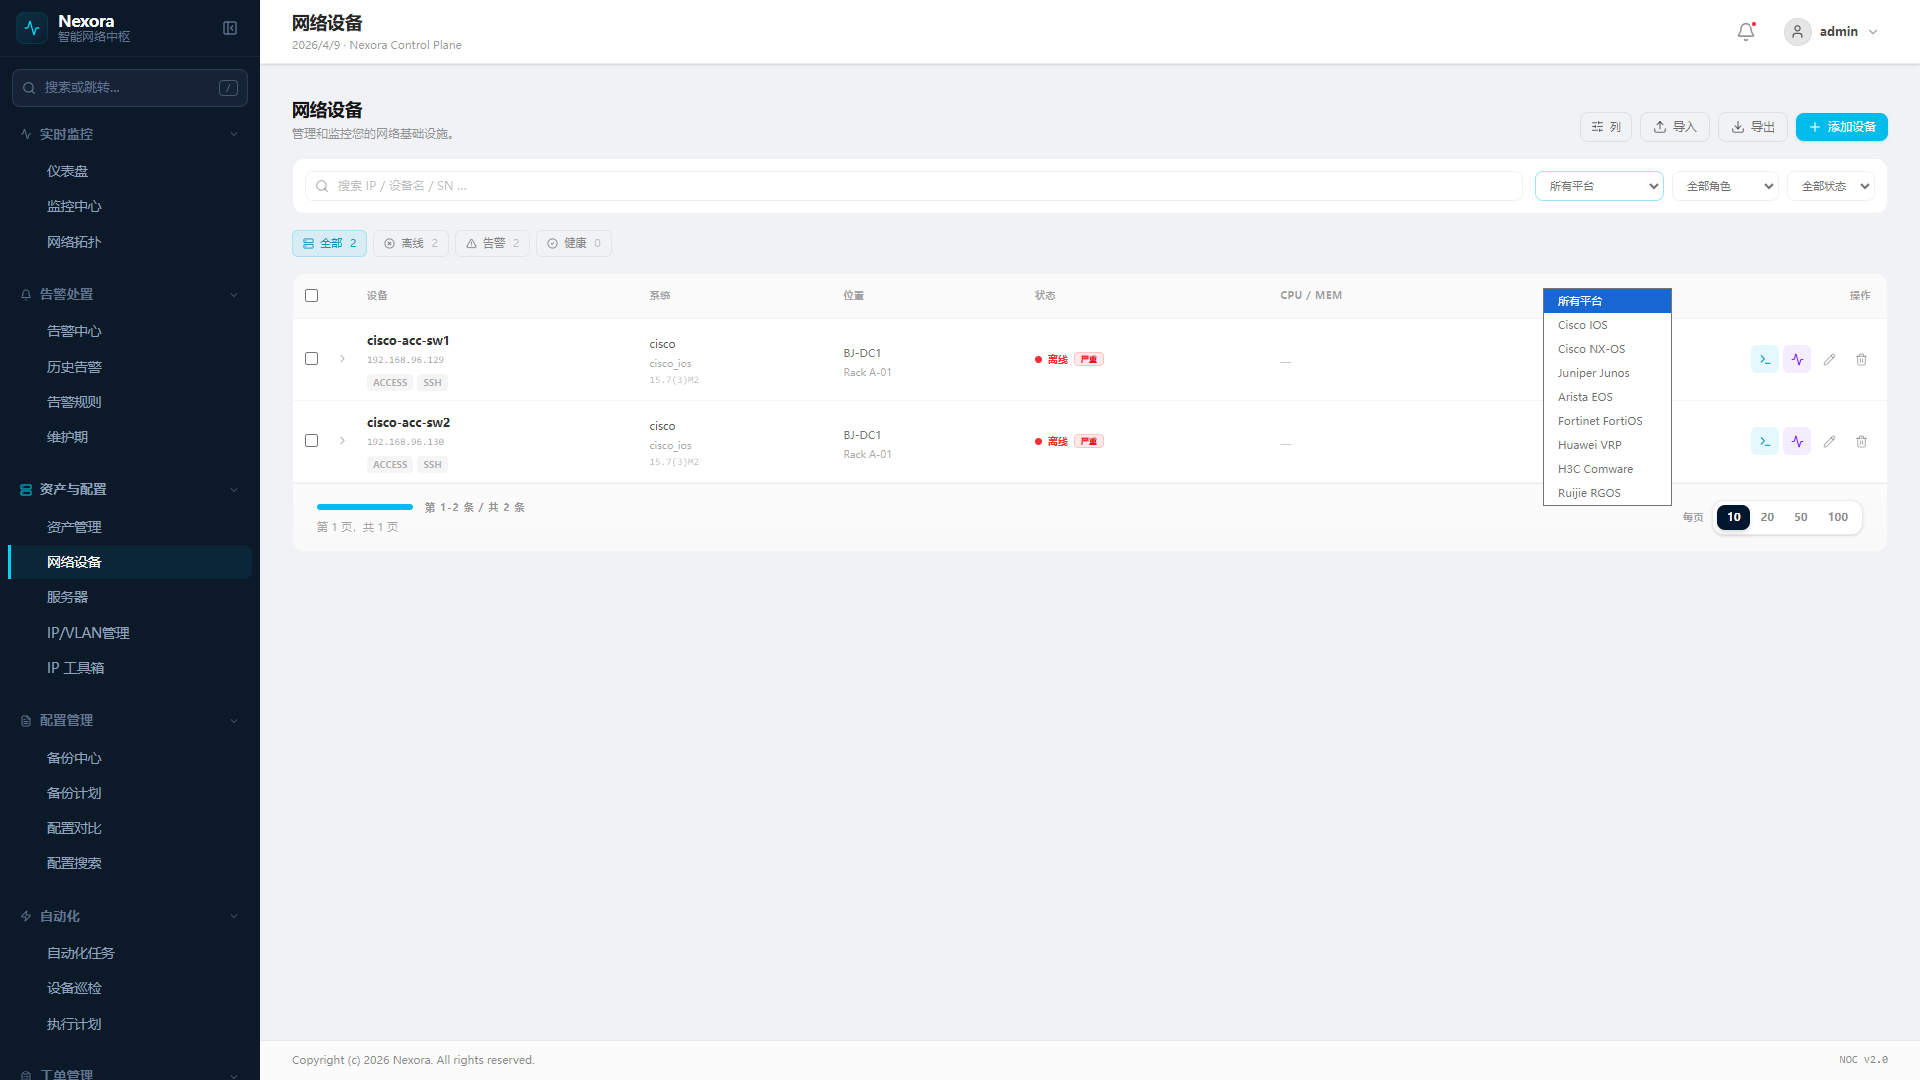 Nexora
智能网络中枢
搜索或跳转...
/
实时监控
仪表盘
监控中心
网络拓扑
告警处置
告警中心
历史告警
告警规则
维护期
资产与配置
资产管理
网络设备
服务器
IP/VLAN管理
IP 工具箱
配置管理
备份中心
备份计划
配置对比
配置搜索
自动化
自动化任务
设备巡检
执行计划
工单管理
网络设备
2026/4/9 · Nexora Control Plane
admin
网络设备
管理和监控您的网络基础设施。
列
导入
导出
添加设备
搜索 IP / 设备名 / SN ...
所有平台
全部角色
全部状态
全部 2
离线 2
告警 2
健康 0
设备 系统 位置 状态 CPU / MEM 操作
cisco-acc-sw1
192.168.96.129
ACCESS SSH
cisco
cisco_ios
15.7(3)M2
BJ-DC1
Rack A-01
离线 严重
—
cisco-acc-sw2
192.168.96.130
ACCESS SSH
cisco
cisco_ios
15.7(3)M2
BJ-DC1
Rack A-01
离线 严重
—
所有平台
Cisco IOS
Cisco NX-OS
Juniper Junos
Arista EOS
Fortinet FortiOS
Huawei VRP
H3C Comware
Ruijie RGOS
第 1-2 条 / 共 2 条
第 1 页, 共 1 页
每页 10 20 50 100
Copyright (c) 2026 Nexora. All rights reserved.
NOC v2.0